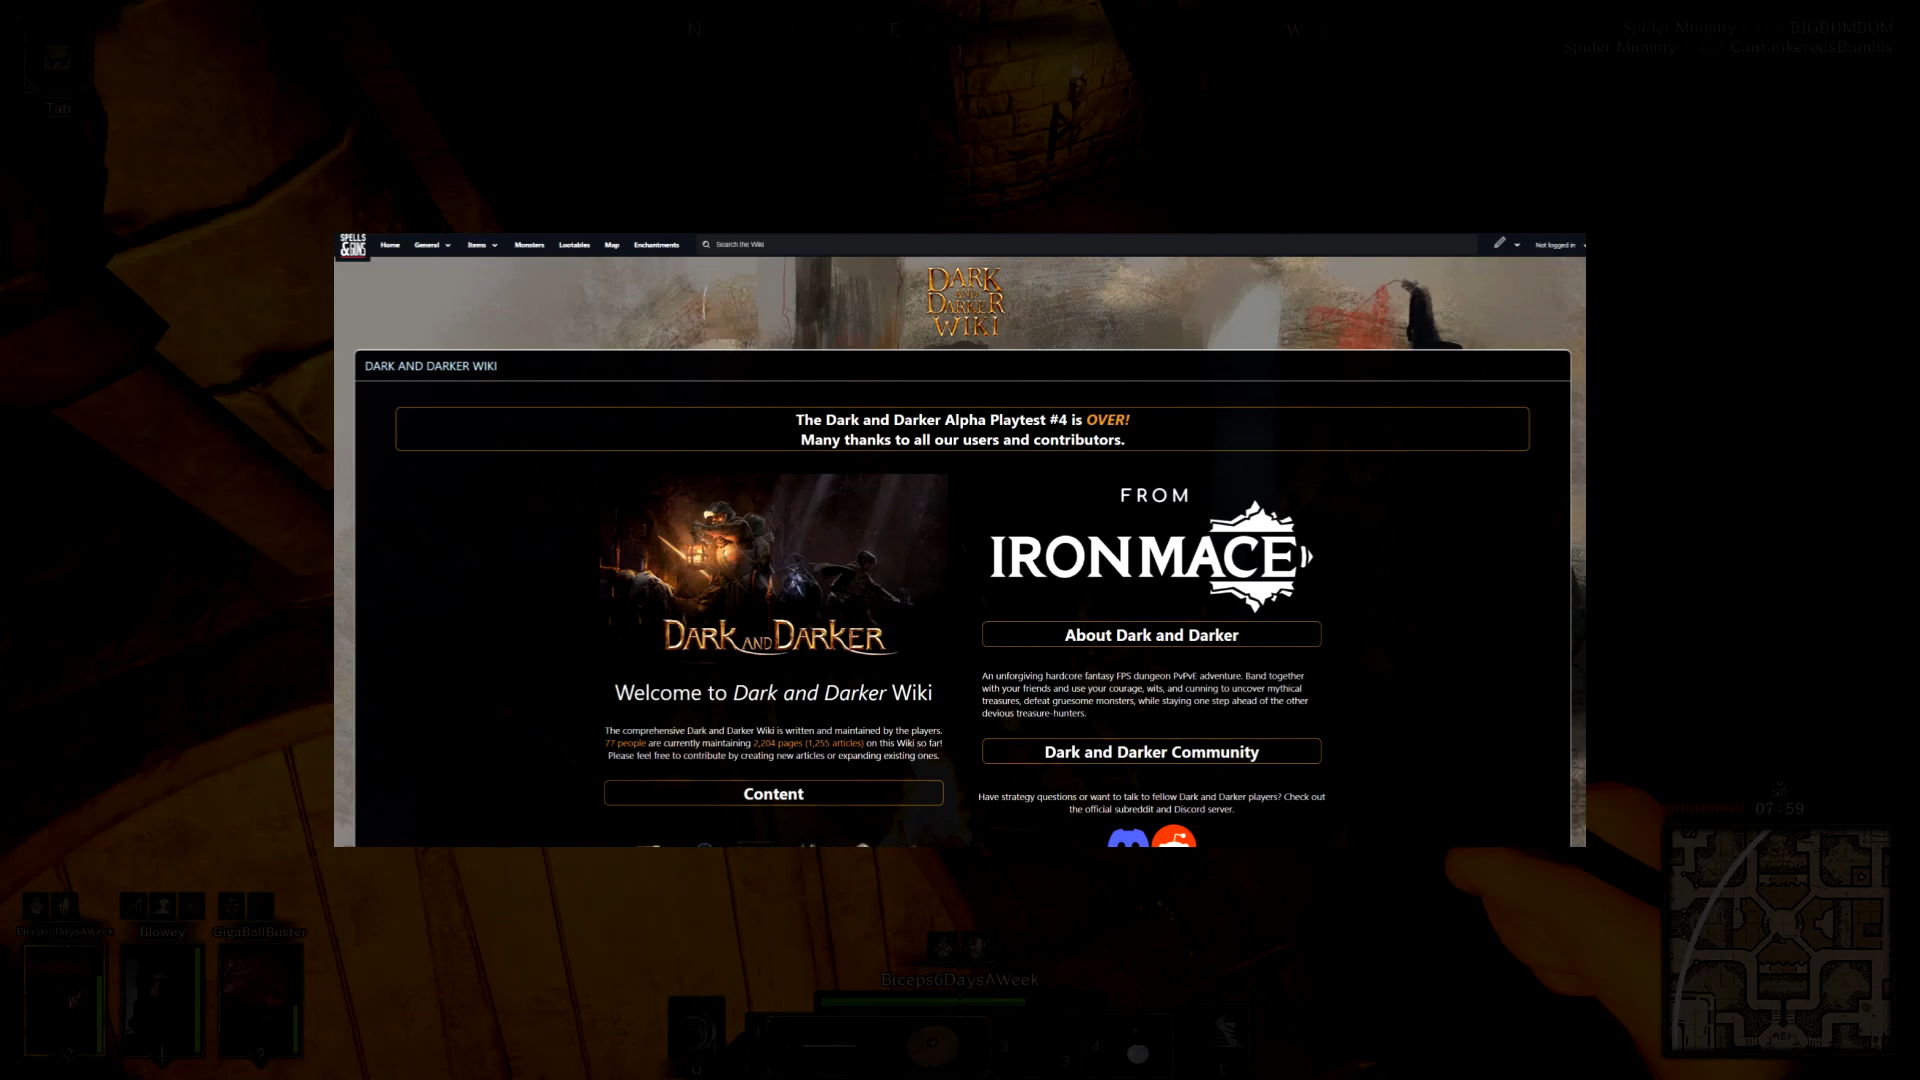 N
E
W
Spider Mummy
BIGBUMBUM
Spider Mummy
CantankerousBumbis
Tab
SPELLS
& GUNS
Home
General
Items
Monsters
Lootables
Map
Enchantments
Search the Wiki
Not logged in
DARK
AND
DARKER
WIKI
DARK AND DARKER WIKI
The Dark and Darker Alpha Playtest #4 is OVER!
Many thanks to all our users and contributors.
DARK AND DARKER
Welcome to Dark and Darker Wiki
The comprehensive Dark and Darker Wiki is written and maintained by the players.
77 people are currently maintaining 2,204 pages (1,255 articles) on this Wiki so far!
Please feel free to contribute by creating new articles or expanding existing ones.
Content
FROM
IRONMACE
About Dark and Darker
An unforgiving hardcore fantasy FPS dungeon PvPvE adventure. Band together
with your friends and use your courage, wits, and cunning to uncover mythical
treasures, defeat gruesome monsters, while staying one step ahead of the other
devious treasure-hunters.
Dark and Darker Community
Have strategy questions or want to talk to fellow Dark and Darker players? Check out
the official subreddit and Discord server.
07:59
Biceps6DaysAWeek
Blowey
GigaBallBuster
Biceps6DaysAWeek
1
3
3
4
Q
E